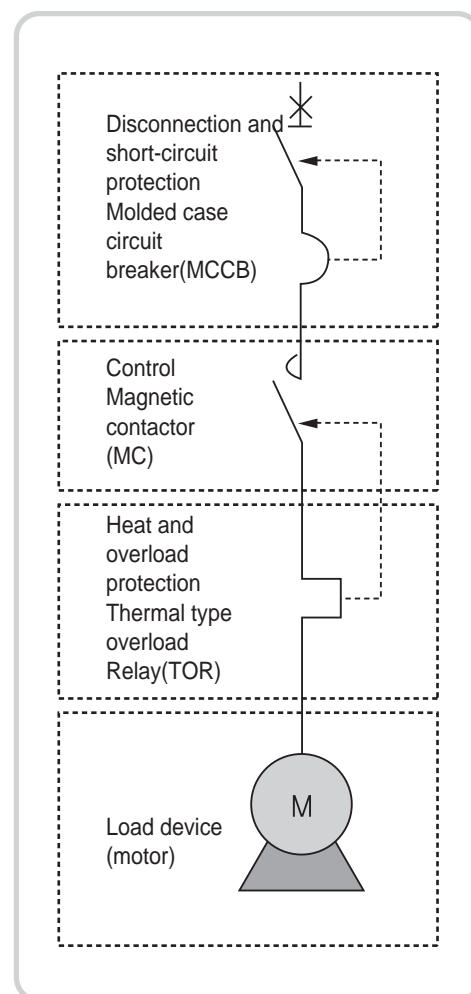 Disconnection and
short-circuit
protection
Molded case
circuit
breaker(MCCB)
Control
Magnetic
contactor
(MC)
Heat and
overload
protection
Thermal type
overload
Relay(TOR)
M
Load device
(motor)